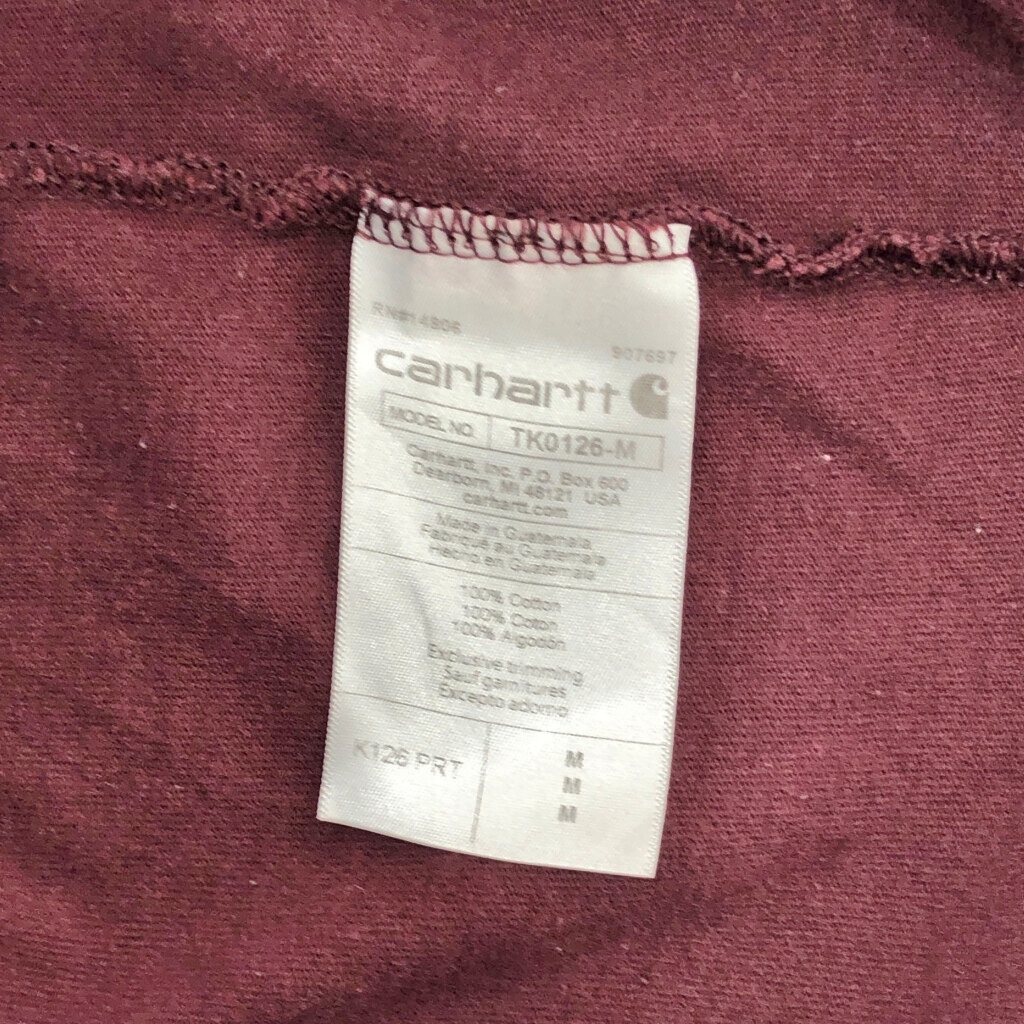 RN#14806
907697
carhartt
MODEL NO. TK0126-M
Carhartt, Inc. P.O. Box 600
Dearborn, MI 48121 USA
carhartt.com
Made in Guatemala
Fabriqué au Guatemala
Hecho en Guatemala
100% Cotton
100% Coton
100% Algodón
Exclusive trimming
Sauf garnitures
Excepto adorno
K126 PRT
M
M
M